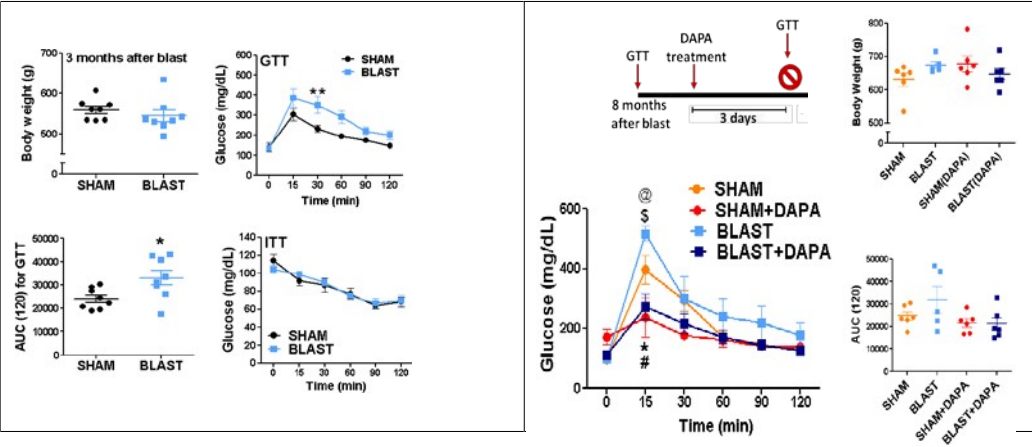 3 months after blast
Body weight (g)
700
600
500
0
SHAM BLAST
GTT
SHAM
BLAST
**
Glucose (mg/dL)
600
500
400
300
200
100
0 15 30 60 90 120
Time (min)
AUC (120) for GTT
50000
40000
30000
20000
10000
0
*
SHAM BLAST
ITT
Glucose (mg/dL)
140
120
100
80
60
40
20
0
SHAM
BLAST
0 15 30 60 90 120
Time (min)
GTT
DAPA
treatment
GTT
8 months
after blast
3 days
Body Weight (g)
800
700
600
500
0
SHAM
BLAST
SHAM(DAPA)
BLAST(DAPA)
SHAM
SHAM+DAPA
BLAST
BLAST+DAPA
@
$
Glucose (mg/dL)
600
400
200
0
*
#
0 15 30 60 90 120
Time (min)
AUC (120)
50000
40000
30000
20000
10000
0
SHAM
BLAST
SHAM+DAPA
BLAST+DAPA